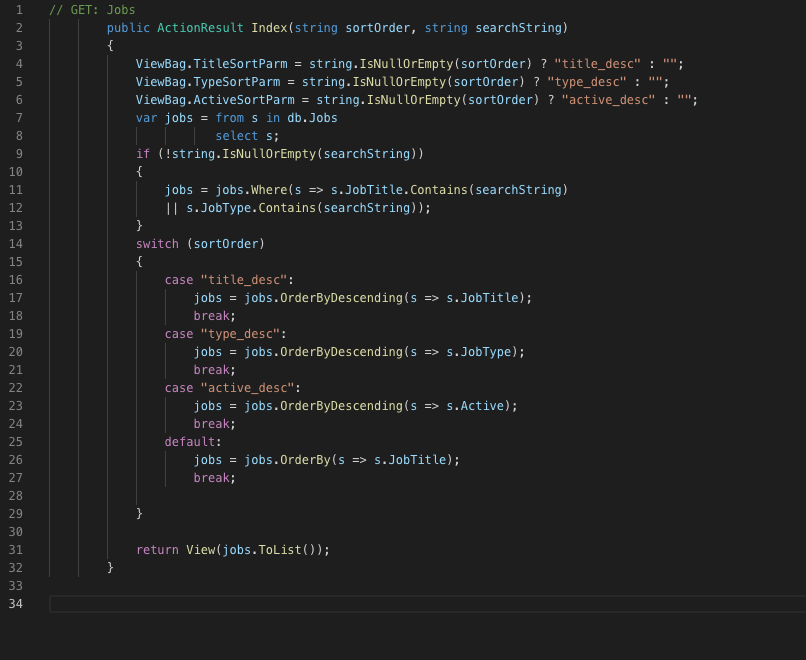 1 // GET: Jobs
2 public ActionResult Index(string sortOrder, string searchString)
3 {
4 ViewBag.TitleSortParm = string.IsNullOrEmpty(sortOrder) ? "title_desc" : "";
5 ViewBag.TypeSortParm = string.IsNullOrEmpty(sortOrder) ? "type_desc" : "";
6 ViewBag.ActiveSortParm = string.IsNullOrEmpty(sortOrder) ? "active_desc" : "";
7 var jobs = from s in db.Jobs
8 select s;
9 if (!string.IsNullOrEmpty(searchString))
10 {
11 jobs = jobs.Where(s => s.JobTitle.Contains(searchString)
12 || s.JobType.Contains(searchString));
13 }
14 switch (sortOrder)
15 {
16 case "title_desc":
17 jobs = jobs.OrderByDescending(s => s.JobTitle);
18 break;
19 case "type_desc":
20 jobs = jobs.OrderByDescending(s => s.JobType);
21 break;
22 case "active_desc":
23 jobs = jobs.OrderByDescending(s => s.Active);
24 break;
25 default:
26 jobs = jobs.OrderBy(s => s.JobTitle);
27 break;
28
29 }
30
31 return View(jobs.ToList());
32 }
33
34